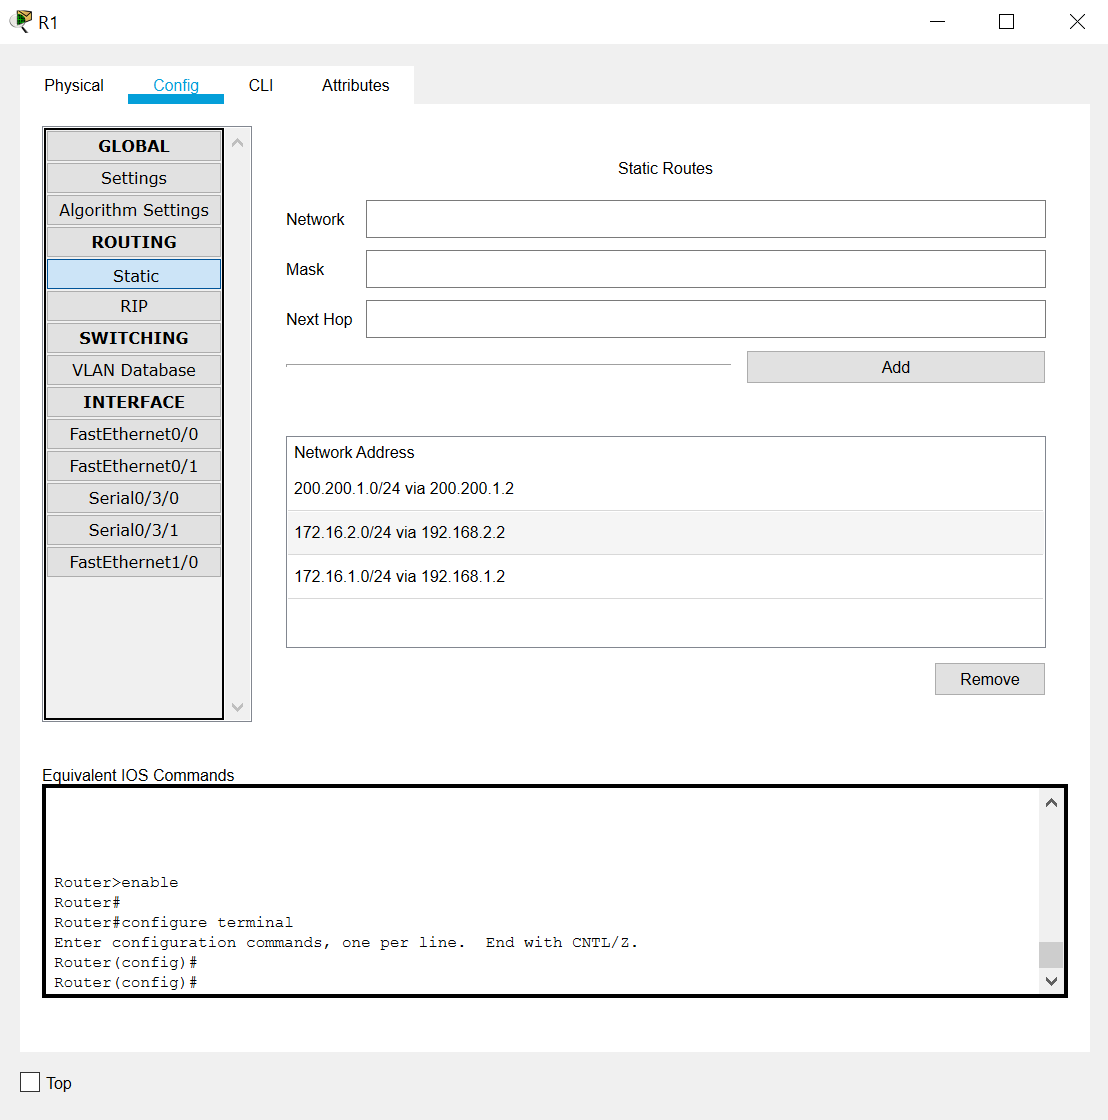 R1
Physical Config CLI Attributes
GLOBAL
Settings
Algorithm Settings
ROUTING
Static
RIP
SWITCHING
VLAN Database
INTERFACE
FastEthernet0/0
FastEthernet0/1
Serial0/3/0
Serial0/3/1
FastEthernet1/0
Static Routes
Network
Mask
Next Hop
Add
Network Address
200.200.1.0/24 via 200.200.1.2
172.16.2.0/24 via 192.168.2.2
172.16.1.0/24 via 192.168.1.2
Remove
Equivalent IOS Commands
Router>enable
Router#
Router#configure terminal
Enter configuration commands, one per line.  End with CNTL/Z.
Router(config)#
Router(config)#
Top